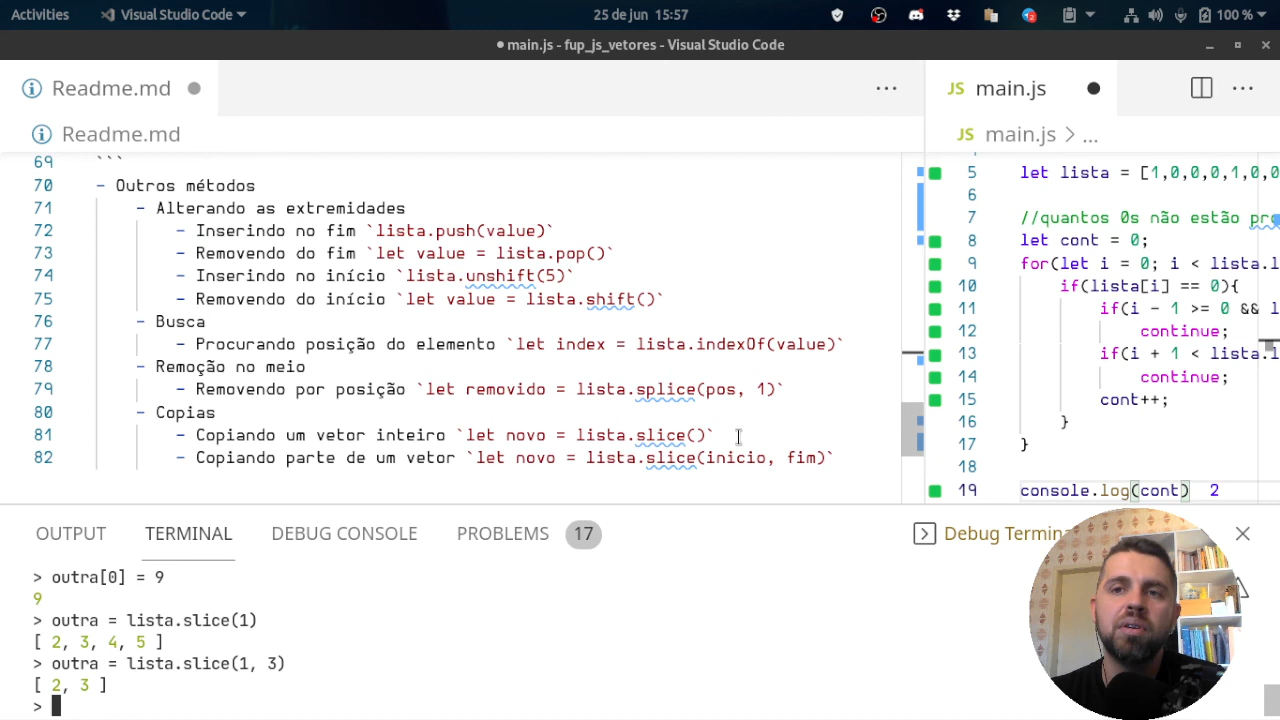 Activities
Visual Studio Code
25 de jun 15:57
2
100 %
● main.js - fup_js_vetores - Visual Studio Code
Readme.md
...
JS main.js
...
Readme.md
JS main.js > ...
69 ```
70 - Outros métodos
71 - Alterando as extremidades
72 - Inserindo no fim `lista.push(value)`
73 - Removendo do fim `let value = lista.pop()`
74 - Inserindo no início `lista.unshift(5)`
75 - Removendo do início `let value = lista.shift()`
76 - Busca
77 - Procurando posição do elemento `let index = lista.indexOf(value)`
78 - Remoção no meio
79 - Removendo por posição `let removido = lista.splice(pos, 1)`
80 - Copias
81 - Copiando um vetor inteiro `let novo = lista.slice()`
82 - Copiando parte de um vetor `let novo = lista.slice(inicio, fim)`
5 let lista = [1,0,0,0,1,0,0
6
7 //quantos 0s não estão pro
8 let cont = 0;
9 for(let i = 0; i < lista.l
10 if(lista[i] == 0){
11 if(i - 1 >= 0 && l
12 continue;
13 if(i + 1 < lista.l
14 continue;
15 cont++;
16 }
17 }
18
19 console.log(cont) 2
OUTPUT
TERMINAL
DEBUG CONSOLE
PROBLEMS 17
Debug Termin
> outra[0] = 9
9
> outra = lista.slice(1)
[ 2, 3, 4, 5 ]
> outra = lista.slice(1, 3)
[ 2, 3 ]
>